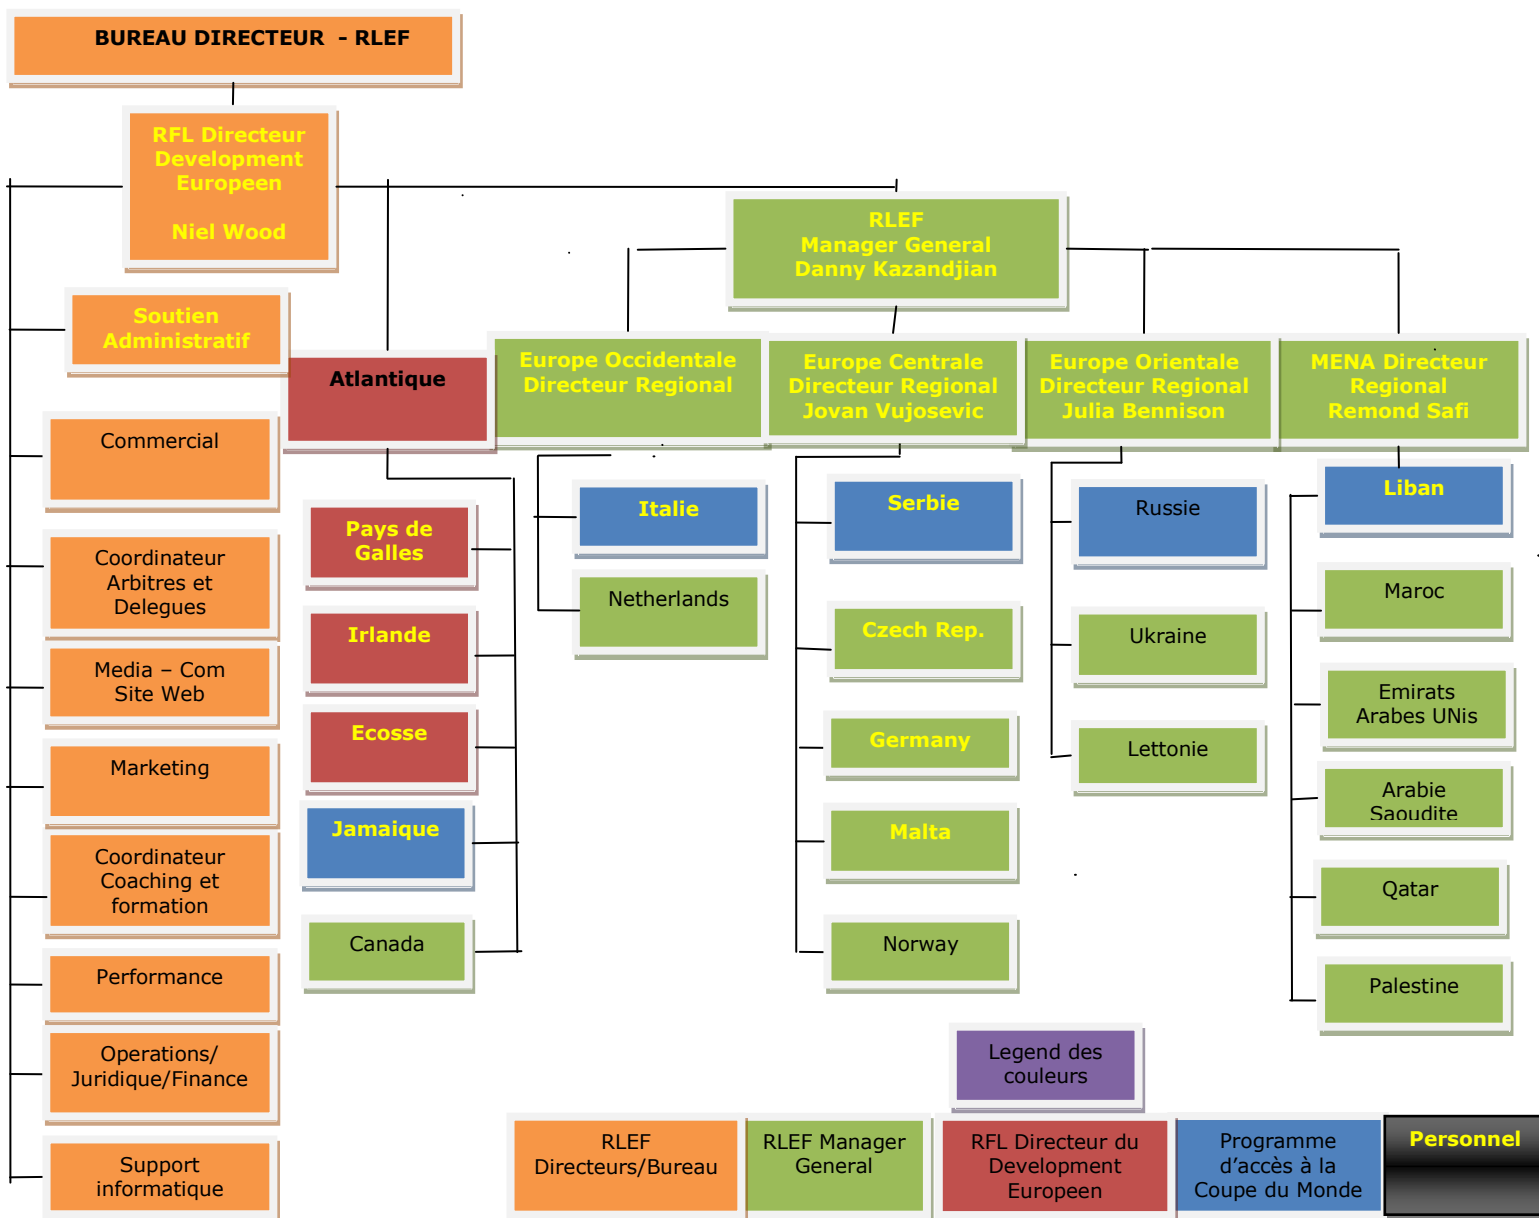 BUREAU DIRECTEUR - RLEF
RFL Directeur
Development
Europeen
Niel Wood
RLEF
Manager General
Danny Kazandjian
Soutien
Administratif
Atlantique
Europe Occidentale
Directeur Regional
Europe Centrale
Directeur Regional
Jovan Vujosevic
Europe Orientale
Directeur Regional
Julia Bennison
MENA Directeur
Regional
Remond Safi
Commercial
Coordinateur
Arbitres et
Delegues
Media – Com
Site Web
Marketing
Coordinateur
Coaching et
formation
Performance
Operations/
Juridique/Finance
Support
informatique
Pays de
Galles
Irlande
Ecosse
Jamaique
Canada
Italie
Netherlands
Serbie
Czech Rep.
Germany
Malta
Norway
Russie
Ukraine
Lettonie
Liban
Maroc
Emirats
Arabes UNis
Arabie
Saoudite
Qatar
Palestine
Legend des
couleurs
RLEF
Directeurs/Bureau
RLEF Manager
General
RFL Directeur du
Development
Europeen
Programme
d’accès à la
Coupe du Monde
Personnel